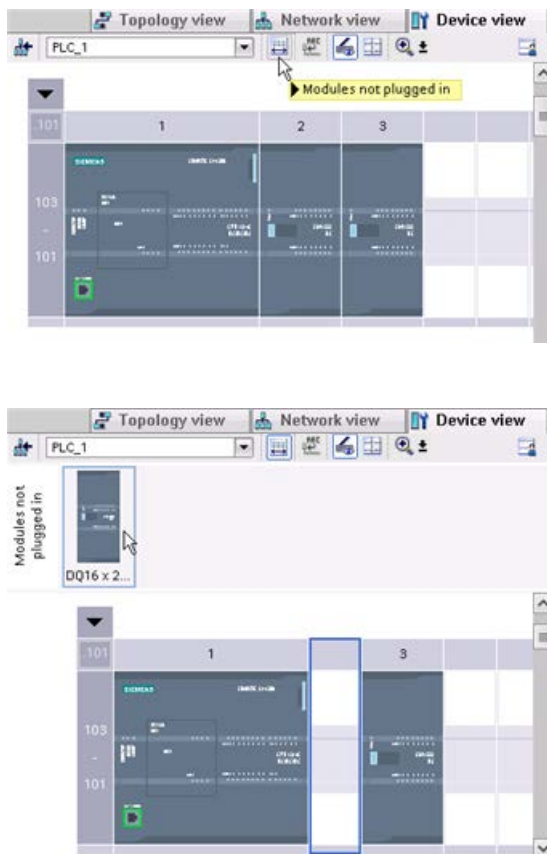 Topology view Network view Device view
PLC_1
Modules not plugged in
101 1 2 3
SIEMENS
103
-
101
Topology view Network view Device view
PLC_1
Modules not
plugged in
DQ16 x 2...
101 1 3
SIEMENS
103
-
101